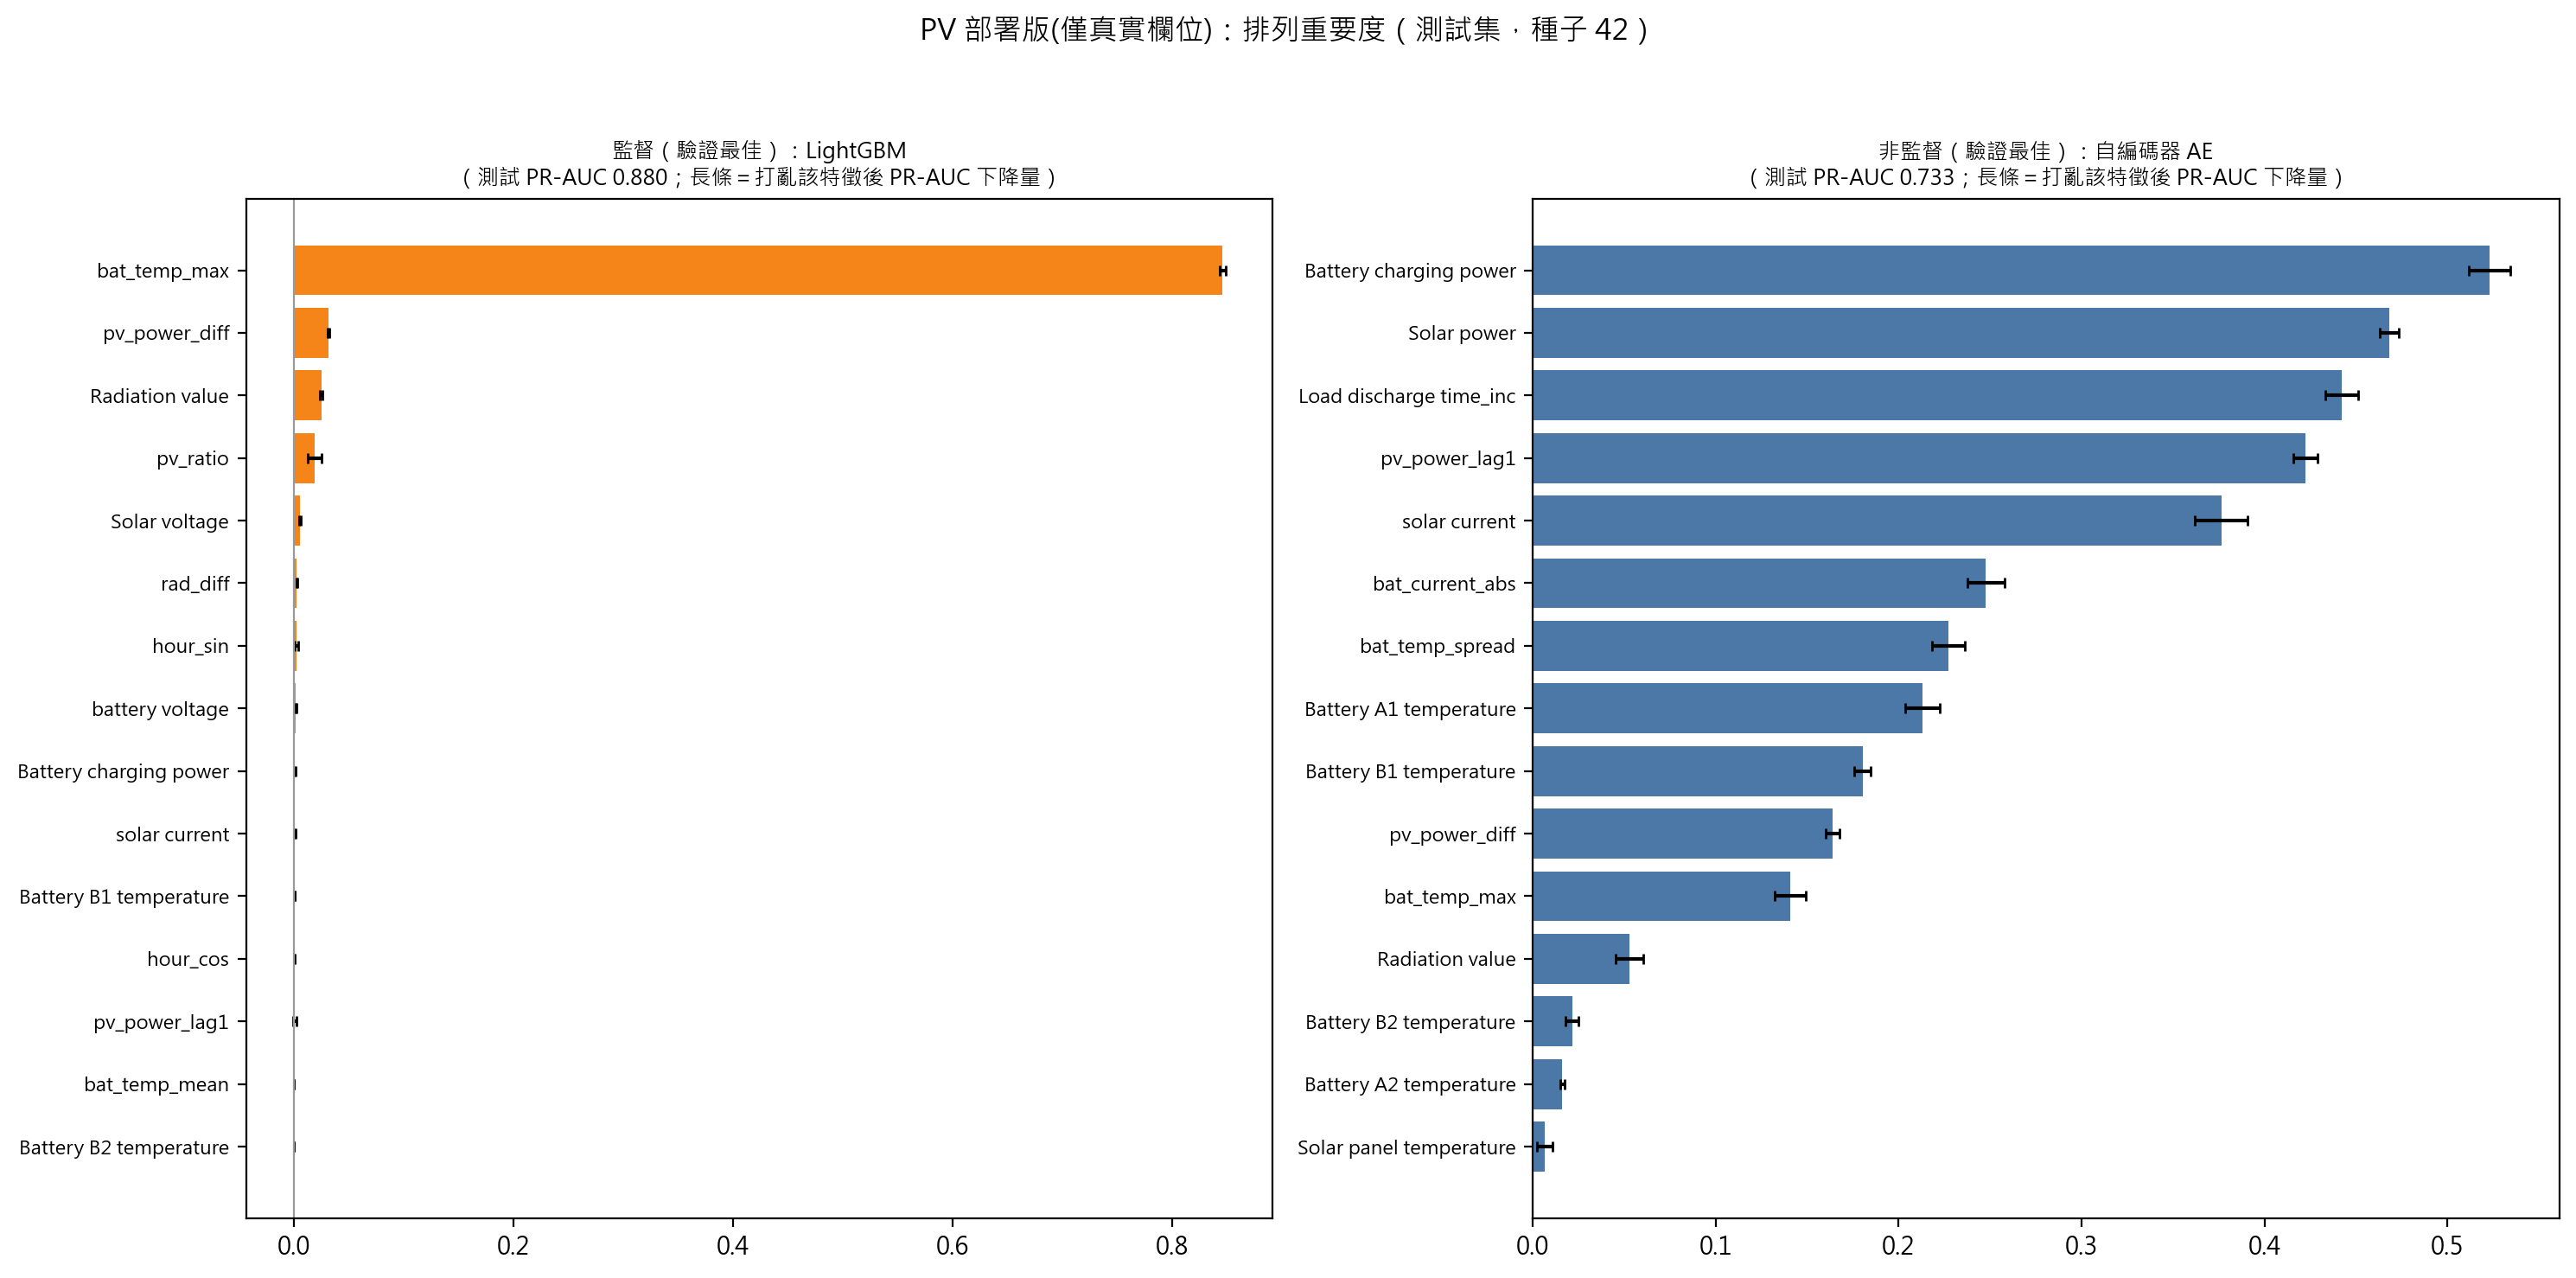 PV 部署版(僅真實欄位)：排列重要度（測試集，種子 42）
監督（驗證最佳）：LightGBM
（測試 PR-AUC 0.880；長條＝打亂該特徵後 PR-AUC 下降量）
bat_temp_max
pv_power_diff
Radiation value
pv_ratio
Solar voltage
rad_diff
hour_sin
battery voltage
Battery charging power
solar current
Battery B1 temperature
hour_cos
pv_power_lag1
bat_temp_mean
Battery B2 temperature
0.0 0.2 0.4 0.6 0.8
非監督（驗證最佳）：自編碼器 AE
（測試 PR-AUC 0.733；長條＝打亂該特徵後 PR-AUC 下降量）
Battery charging power
Solar power
Load discharge time_inc
pv_power_lag1
solar current
bat_current_abs
bat_temp_spread
Battery A1 temperature
Battery B1 temperature
pv_power_diff
bat_temp_max
Radiation value
Battery B2 temperature
Battery A2 temperature
Solar panel temperature
0.0 0.1 0.2 0.3 0.4 0.5